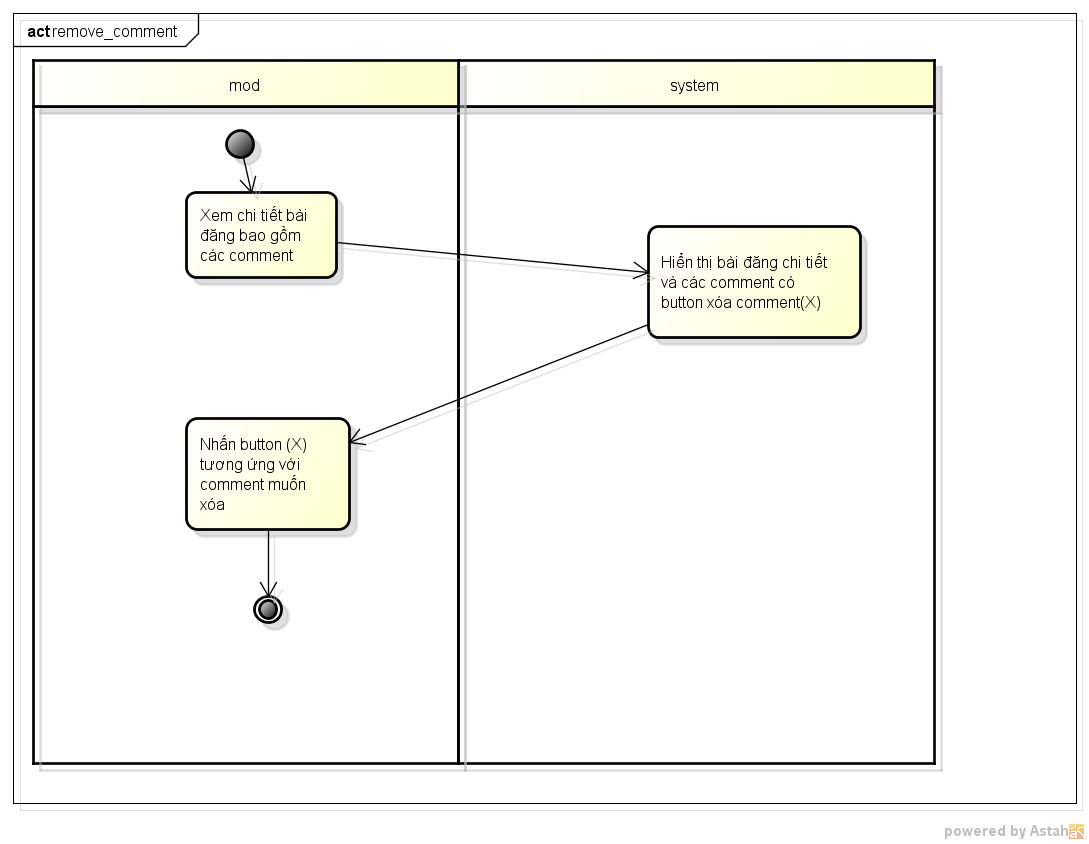 act remove_comment
mod
system
Xem chi tiết bài
đăng bao gồm
các comment
Hiển thị bài đăng chi tiết
và các comment có
button xóa comment(X)
Nhấn button (X)
tương ứng với
comment muốn
xóa
powered by Astah